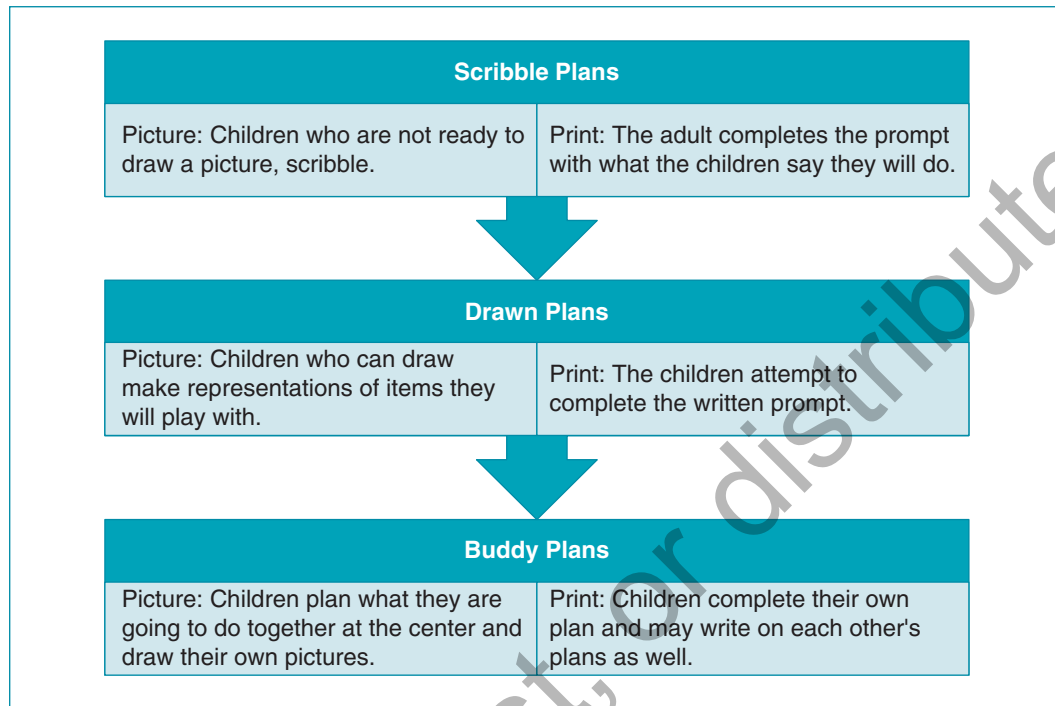 Scribble Plans
Picture: Children who are not ready to
draw a picture, scribble.
Print: The adult completes the prompt
with what the children say they will do.
Drawn Plans
Picture: Children who can draw
make representations of items they
will play with.
Print: The children attempt to
complete the written prompt.
Buddy Plans
Picture: Children plan what they are
going to do together at the center and
draw their own pictures.
Print: Children complete their own
plan and may write on each other's
plans as well.
or distribute